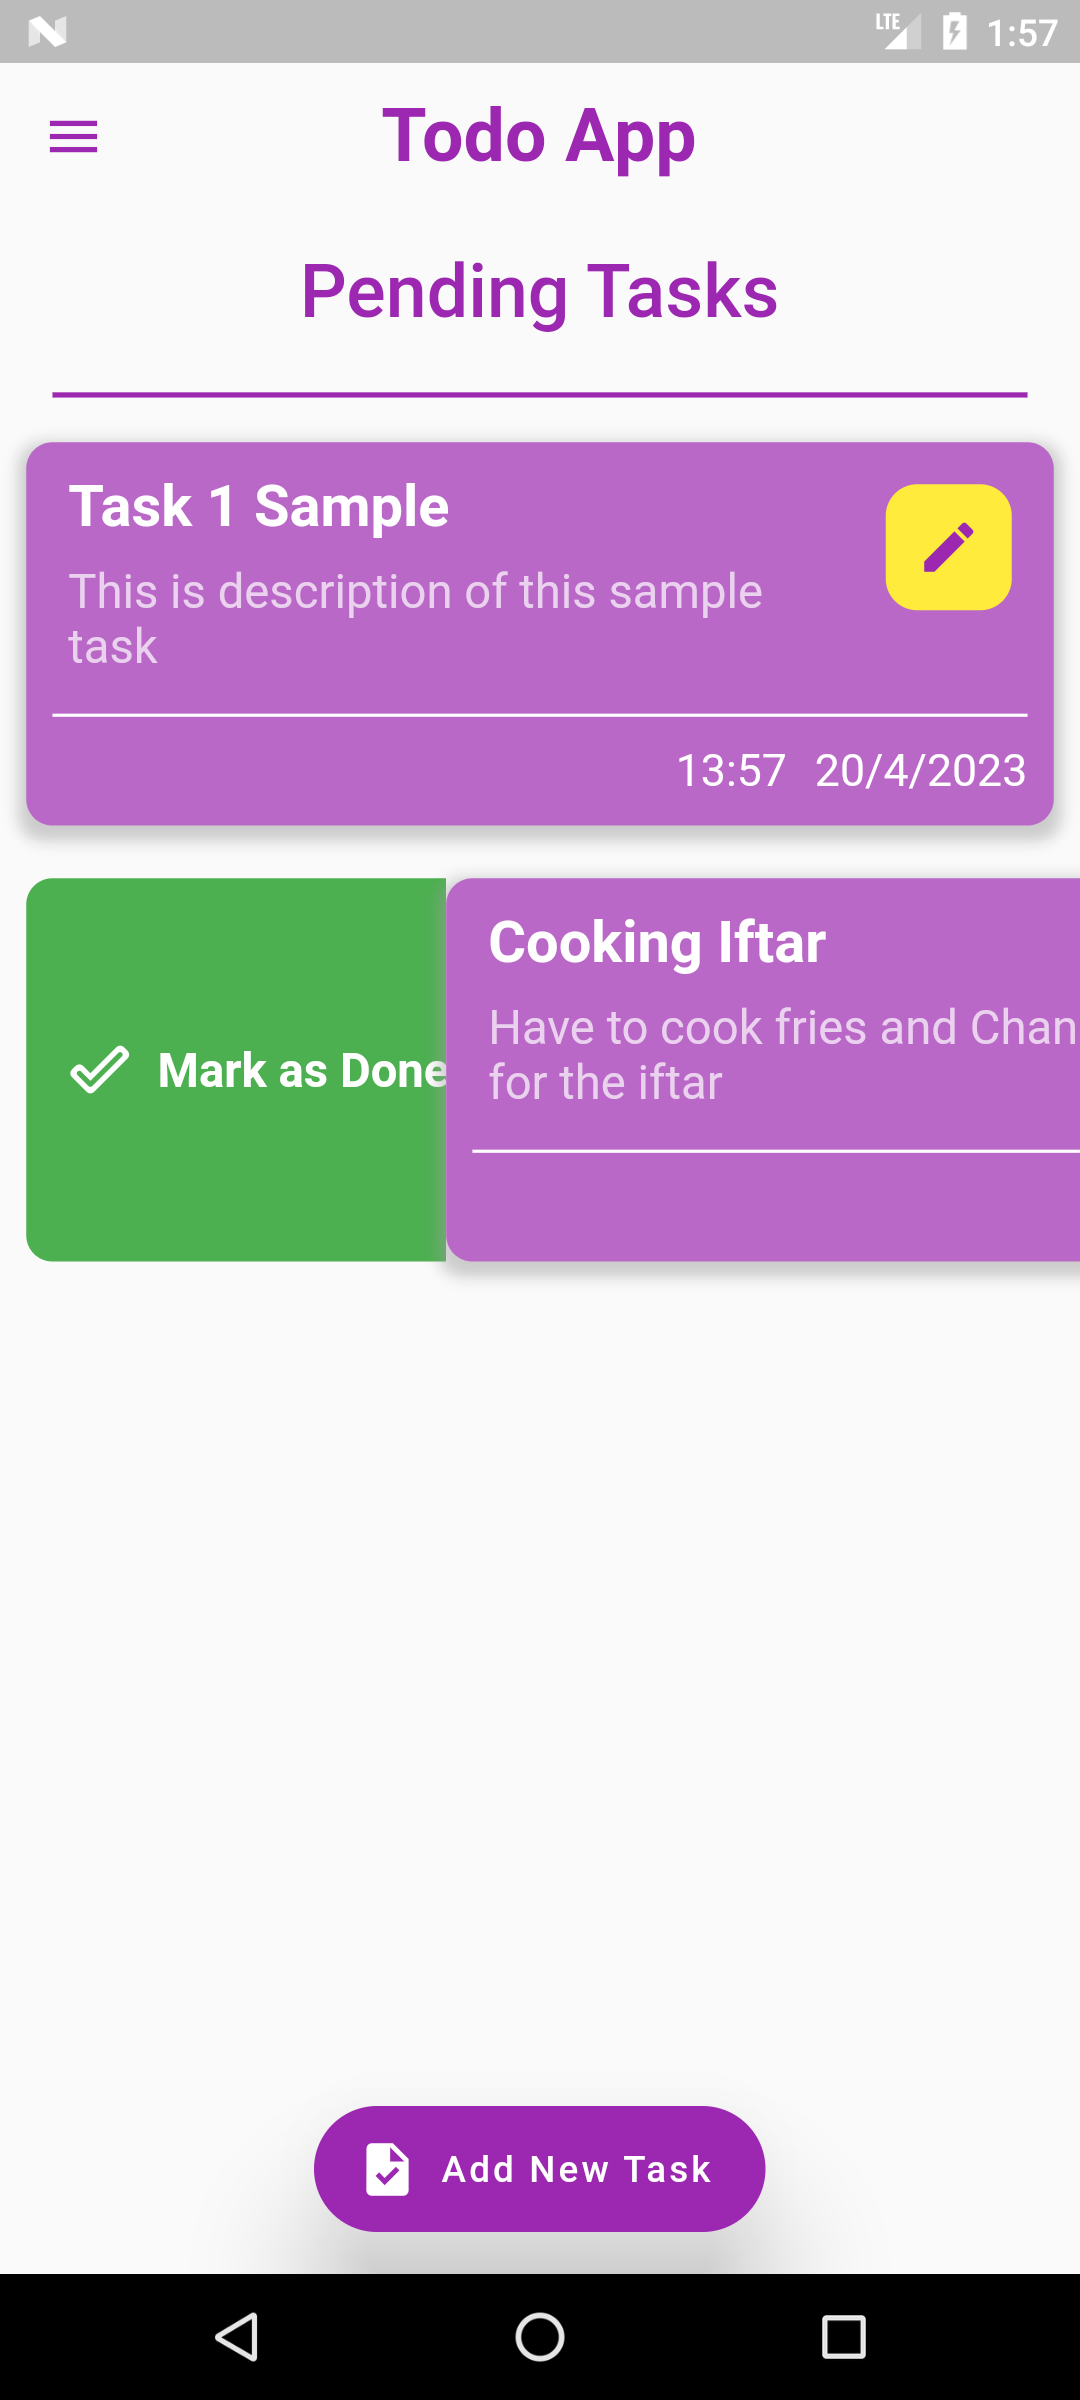 LTE 1:57
Todo App
Pending Tasks
Task 1 Sample
This is description of this sample
task
13:57 20/4/2023
Mark as Done
Cooking Iftar
Have to cook fries and Chan
for the iftar
Add New Task